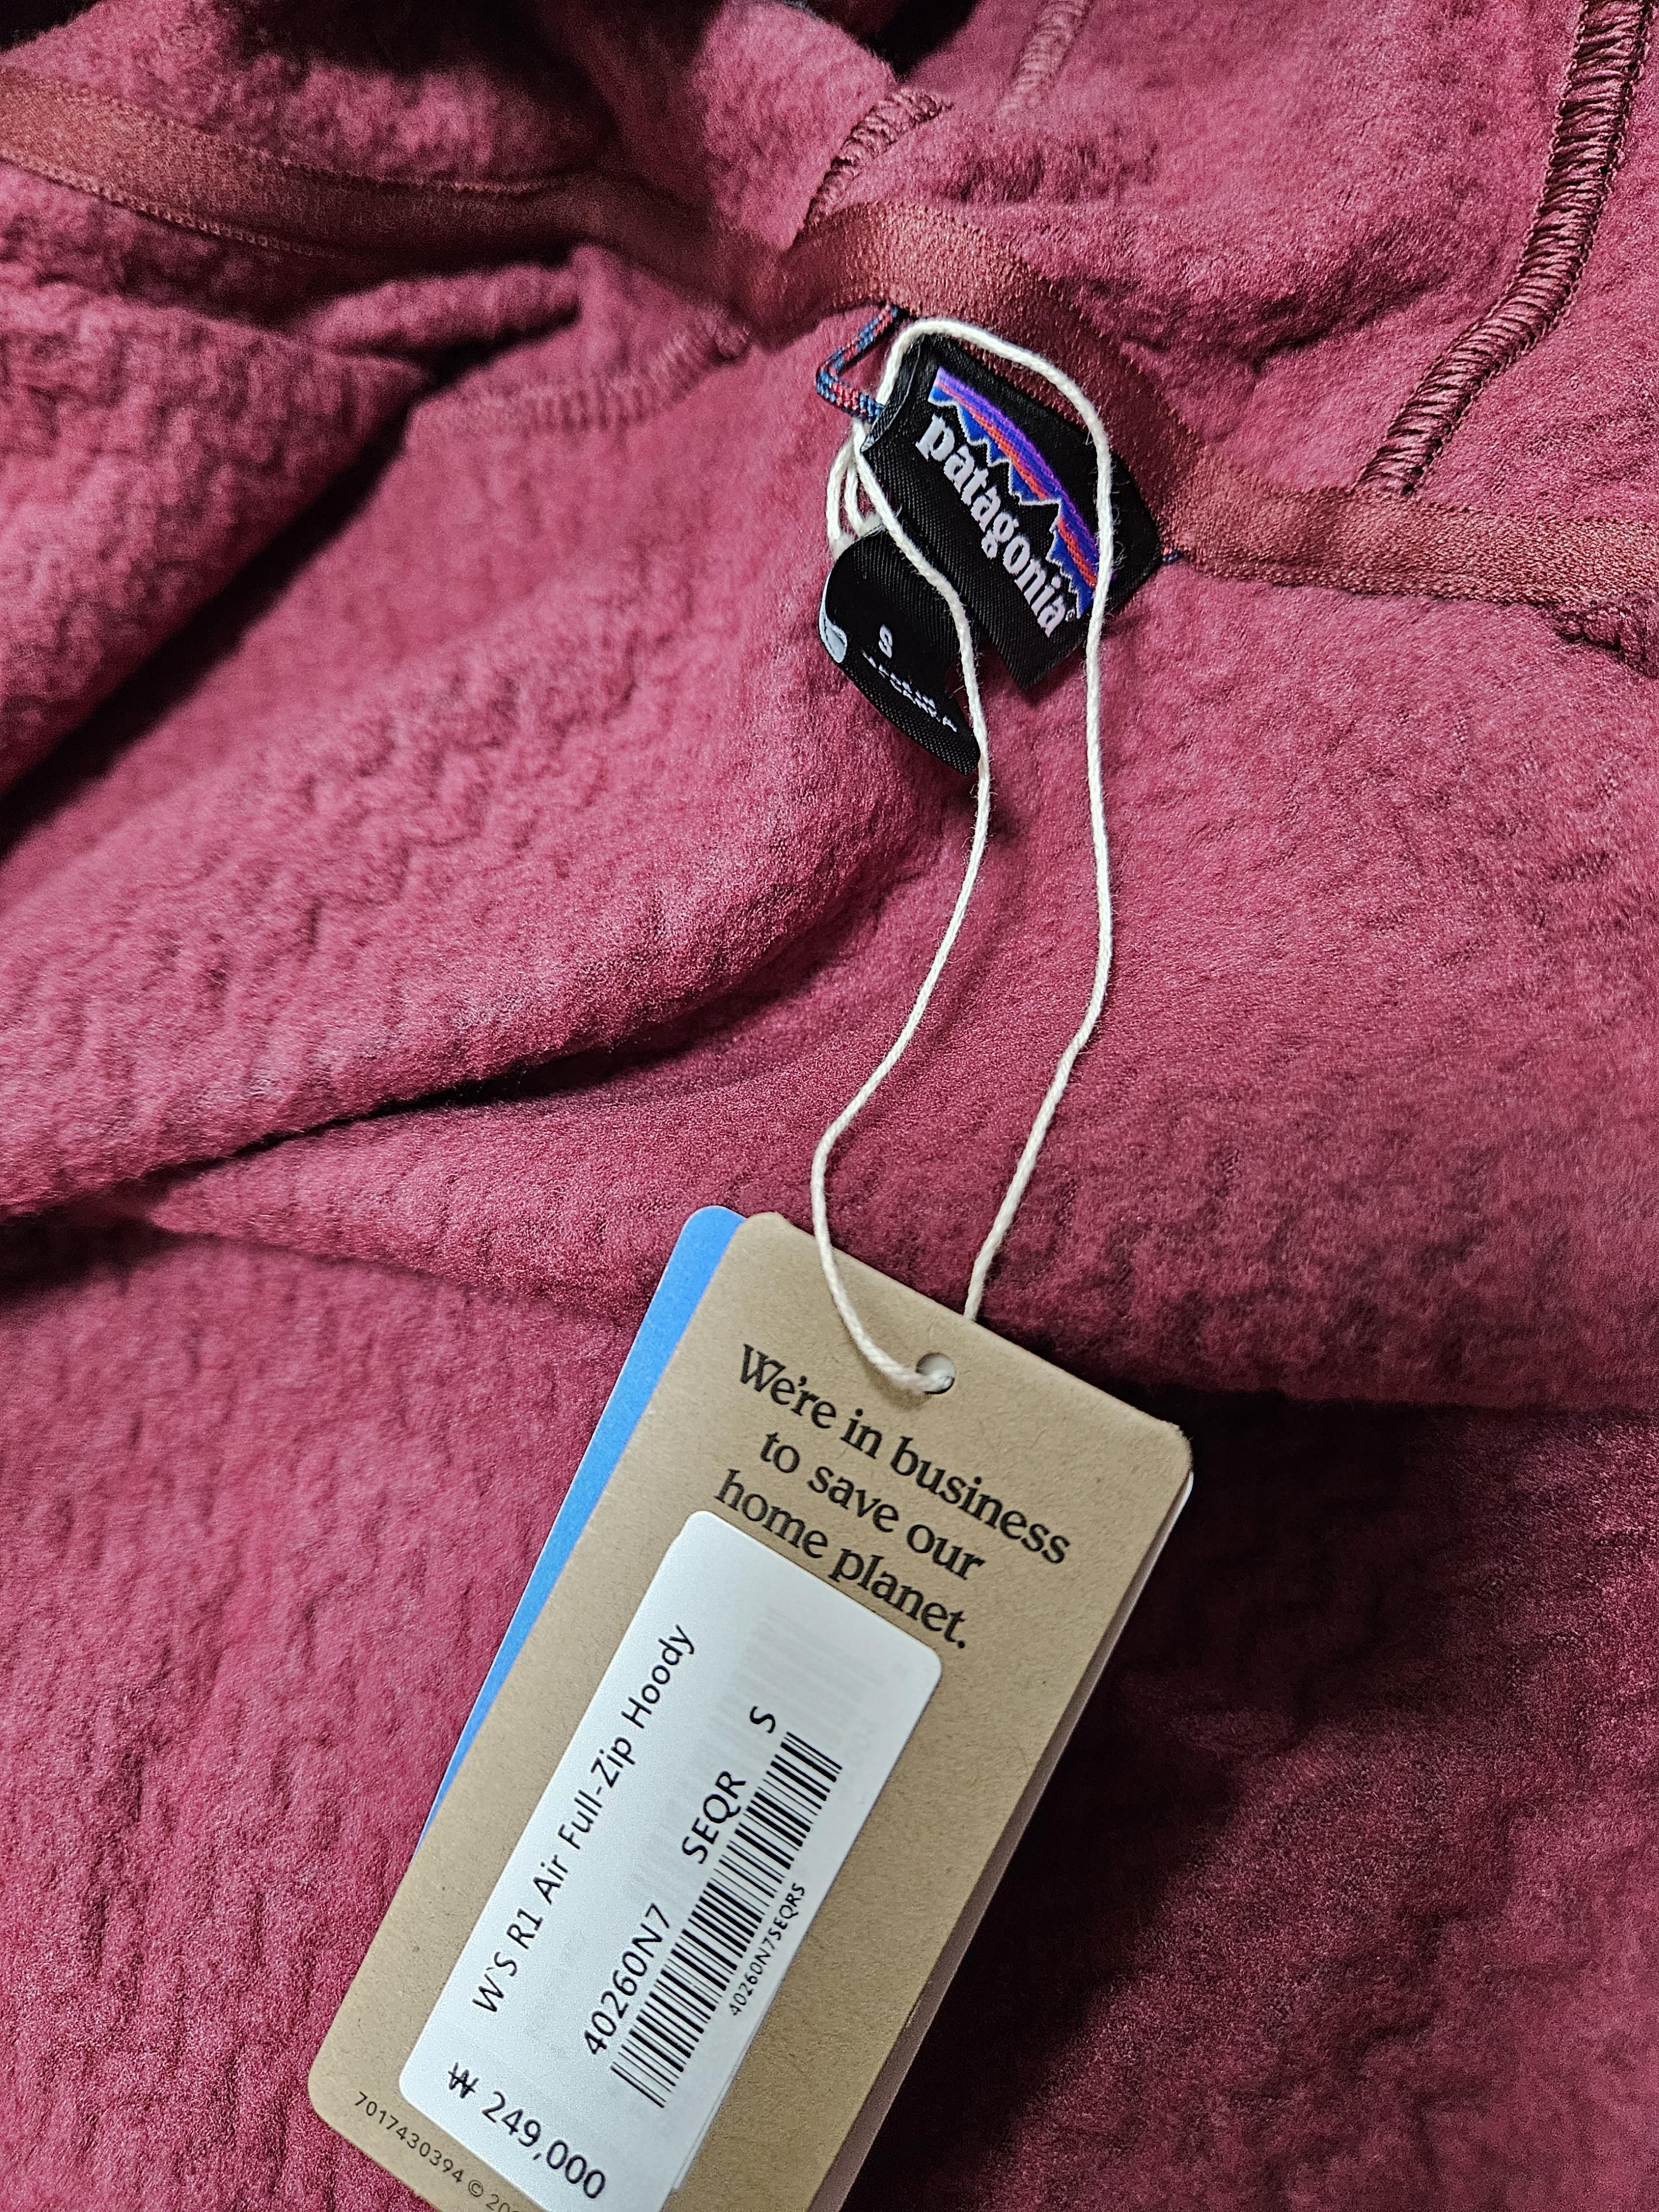 patagonia®
S
We're in business
to save our
home planet.
W`S R1 Air Full-Zip Hoody
40260N7 SEQR S
40260N7SEQRS
₩ 249,000
7017430394 ©